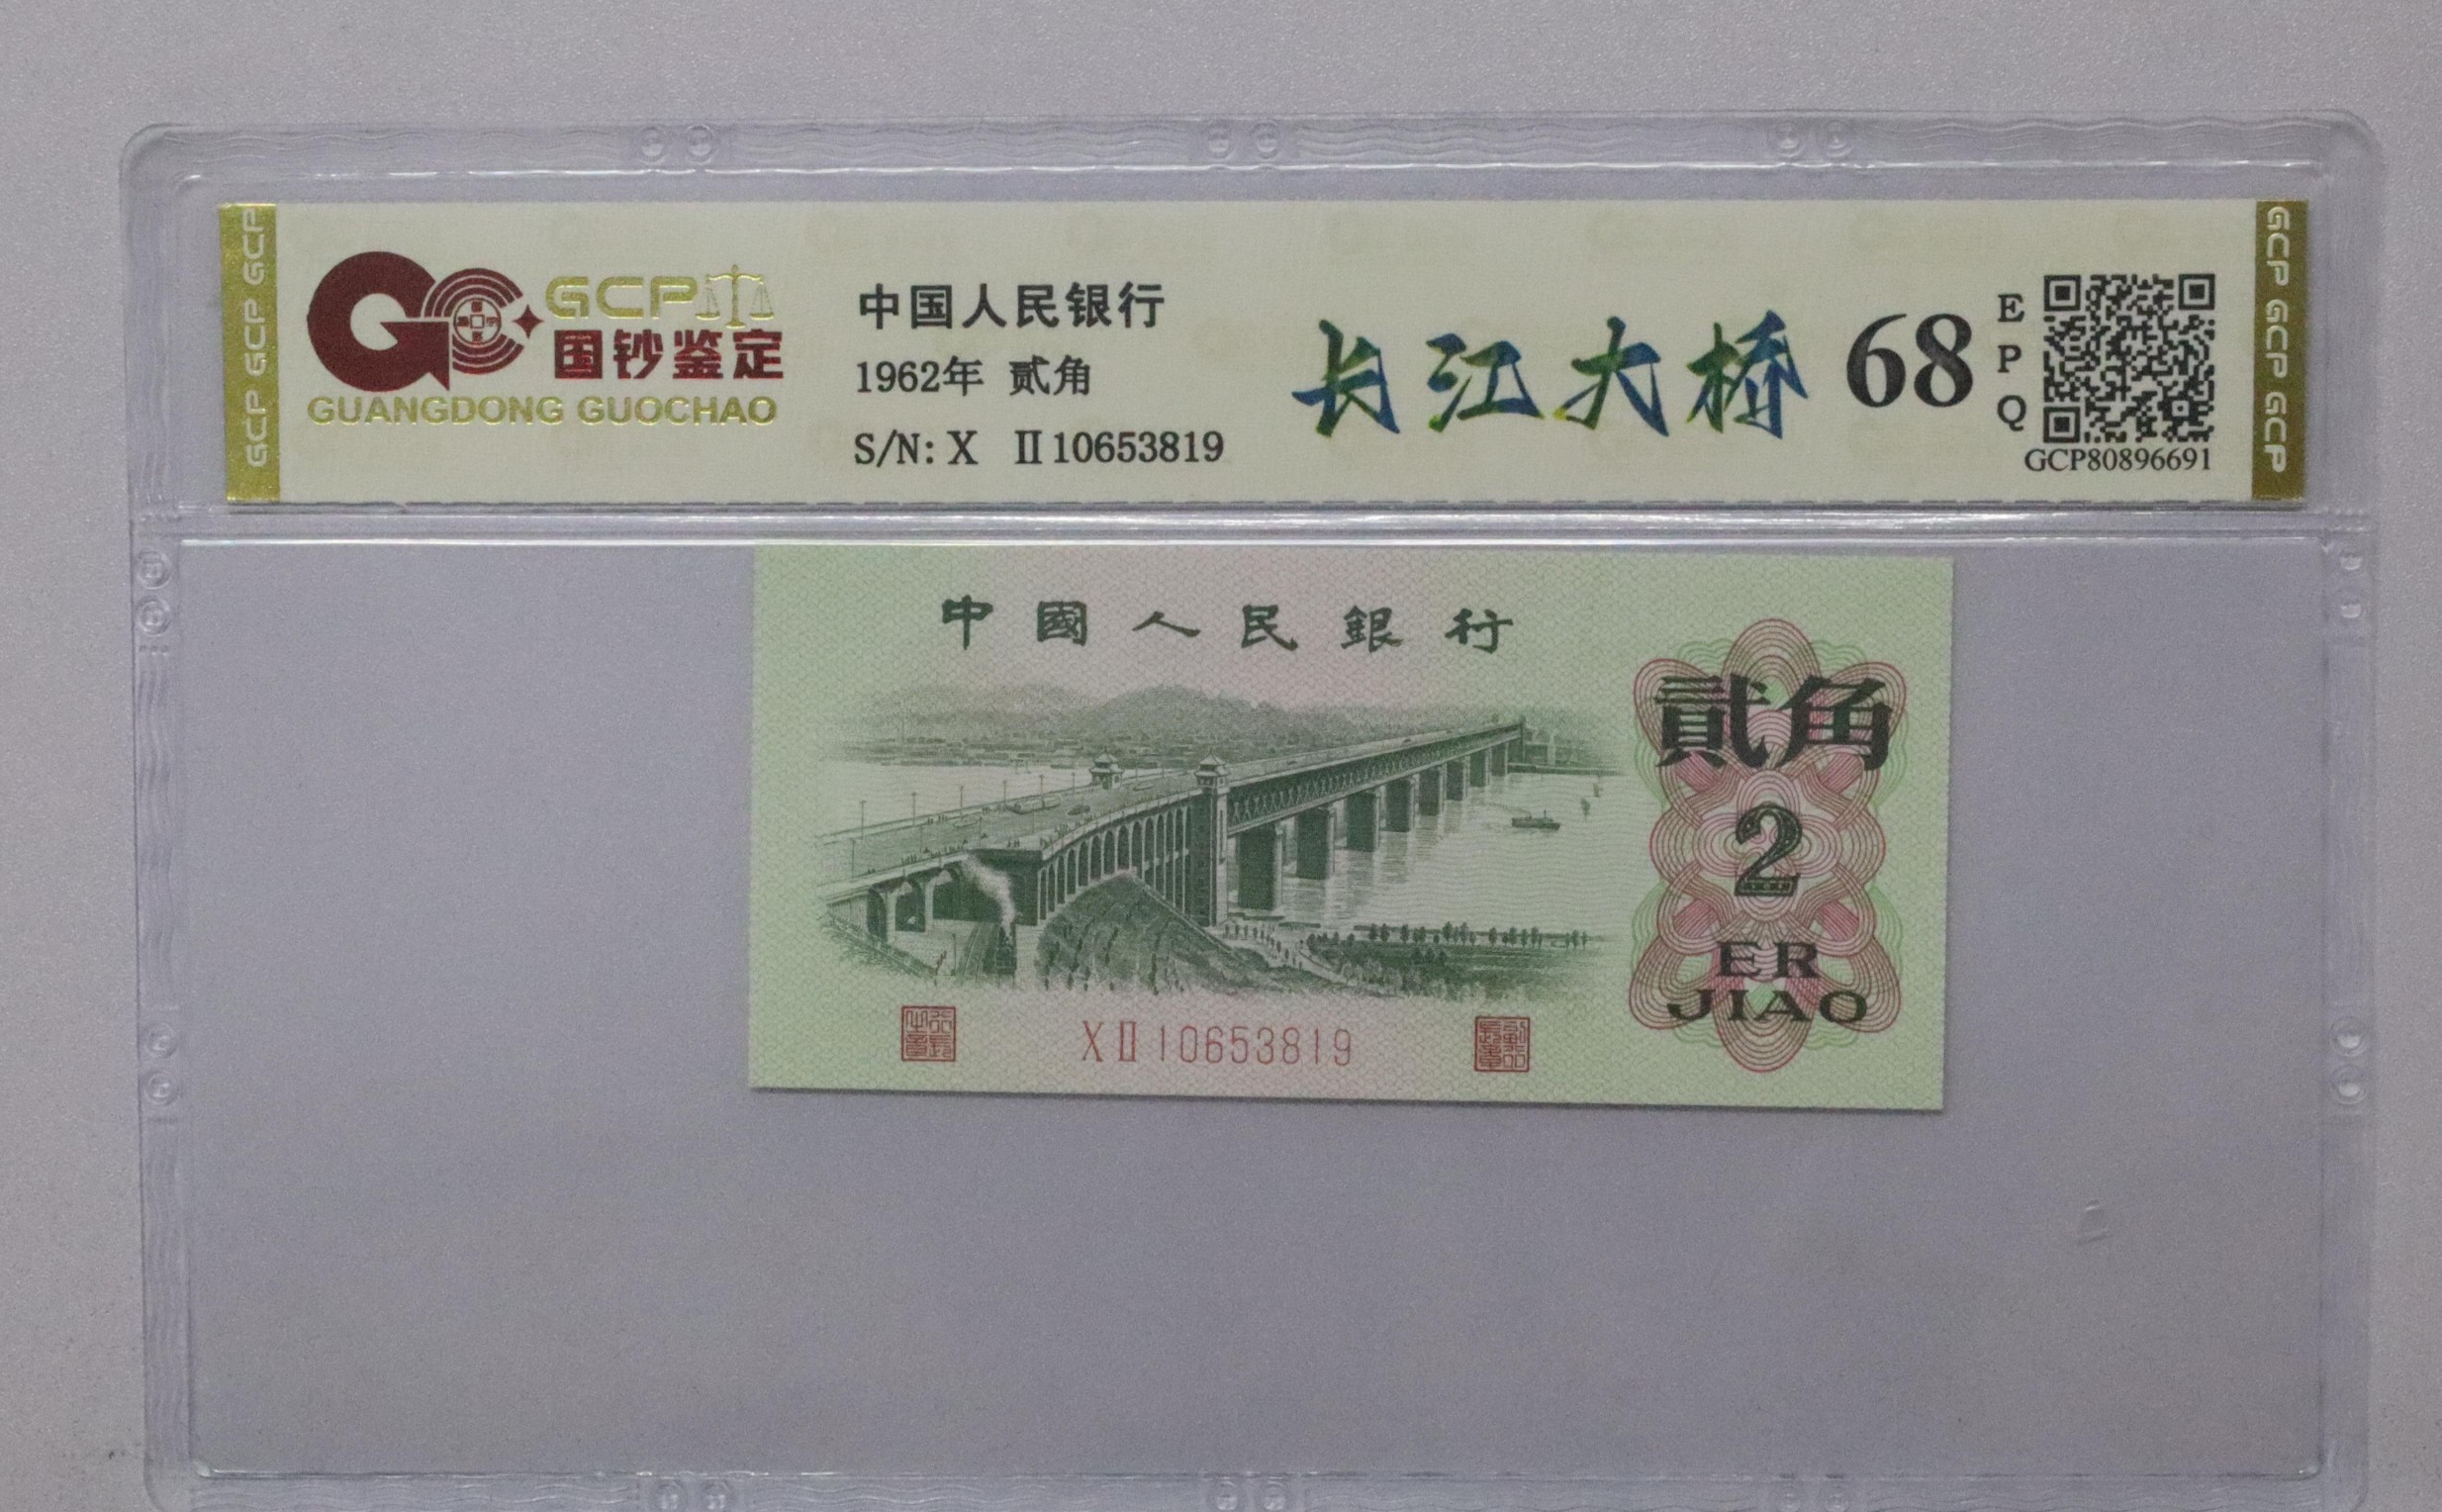 GCP GCP GCP
GCP
国钞鉴定
GUANGDONG GUOCHAO
中国人民银行
1962年 贰角
S/N: X Ⅱ10653819
长江大桥
68
EPQ
GCP80896691
GCP GCP GCP
中國人民銀行
貳角
2
ER
JIAO
XⅡ10653819